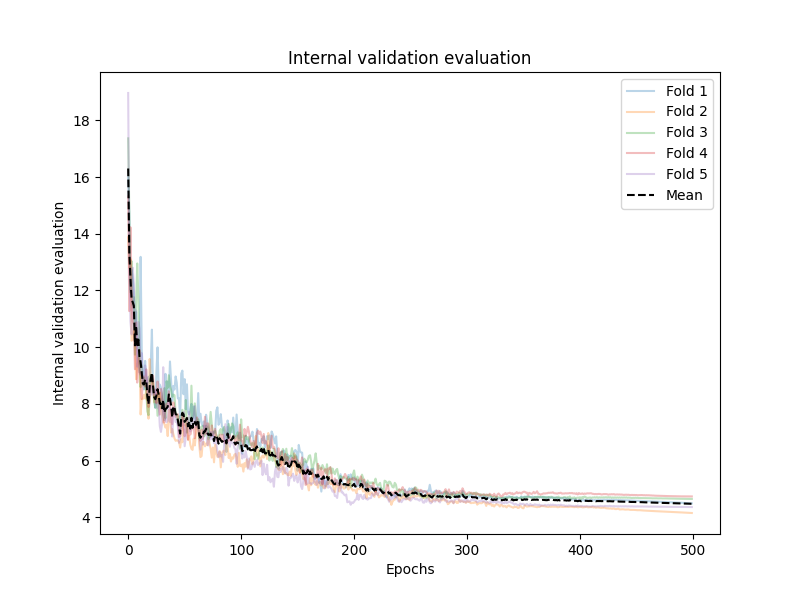 Internal validation evaluation
Fold 1
Fold 2
Fold 3
Fold 4
Fold 5
Mean
Internal validation evaluation
18
16
14
12
10
8
6
4
0 100 200 300 400 500
Epochs